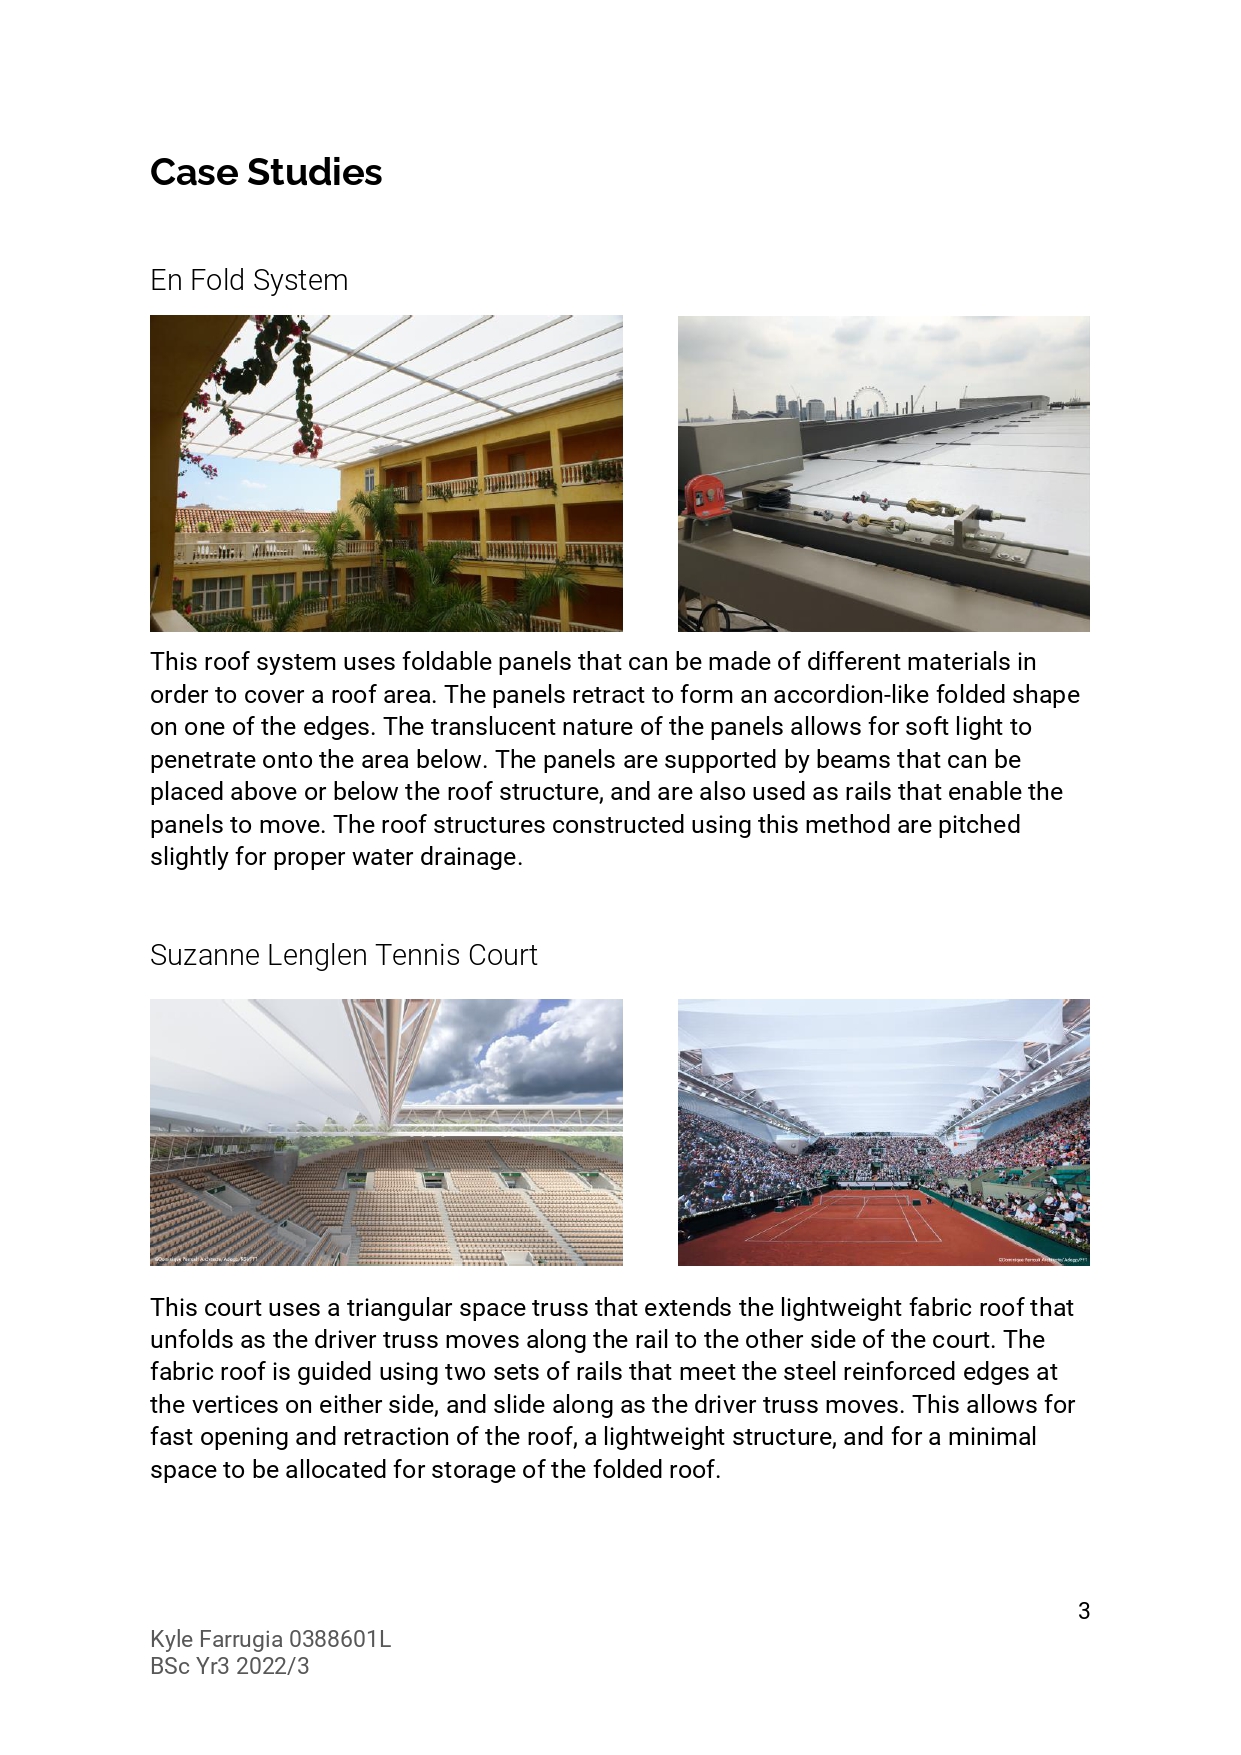 Case Studies
En Fold System
This roof system uses foldable panels that can be made of different materials in
order to cover a roof area. The panels retract to form an accordion-like folded shape
on one of the edges. The translucent nature of the panels allows for soft light to
penetrate onto the area below. The panels are supported by beams that can be
placed above or below the roof structure, and are also used as rails that enable the
panels to move. The roof structures constructed using this method are pitched
slightly for proper water drainage.
Suzanne Lenglen Tennis Court
This court uses a triangular space truss that extends the lightweight fabric roof that
unfolds as the driver truss moves along the rail to the other side of the court. The
fabric roof is guided using two sets of rails that meet the steel reinforced edges at
the vertices on either side, and slide along as the driver truss moves. This allows for
fast opening and retraction of the roof, a lightweight structure, and for a minimal
space to be allocated for storage of the folded roof.
3
Kyle Farrugia 0388601L
BSc Yr3 2022/3